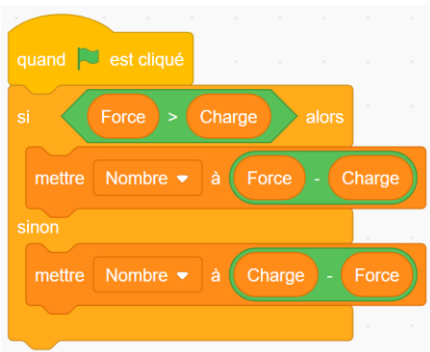 quand est cliqué
si Force > Charge alors
mettre Nombre à Force - Charge
sinon
mettre Nombre à Charge - Force